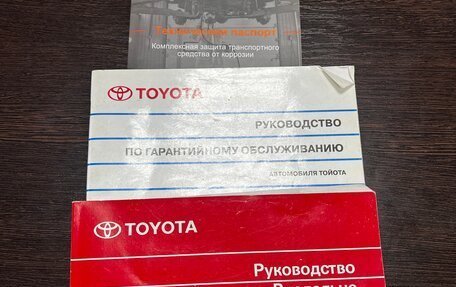 Технический паспорт
Комплексная защита транспортного
средства от коррозии
TOYOTA
РУКОВОДСТВО
ПО ГАРАНТИЙНОМУ ОБСЛУЖИВАНИЮ
АВТОМОБИЛЯ ТОЙОТА
TOYOTA
Руководство